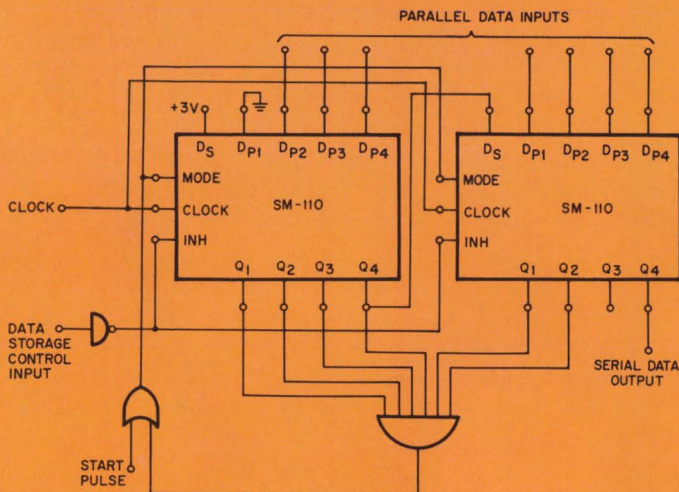 PARALLEL DATA INPUTS
+3V
DS DP1 DP2 DP3 DP4
DS DP1 DP2 DP3 DP4
MODE
MODE
CLOCK
CLOCK
SM-110
CLOCK
SM-110
INH
INH
Q1 Q2 Q3 Q4
Q1 Q2 Q3 Q4
DATA
STORAGE
CONTROL
INPUT
SERIAL DATA
OUTPUT
START
PULSE